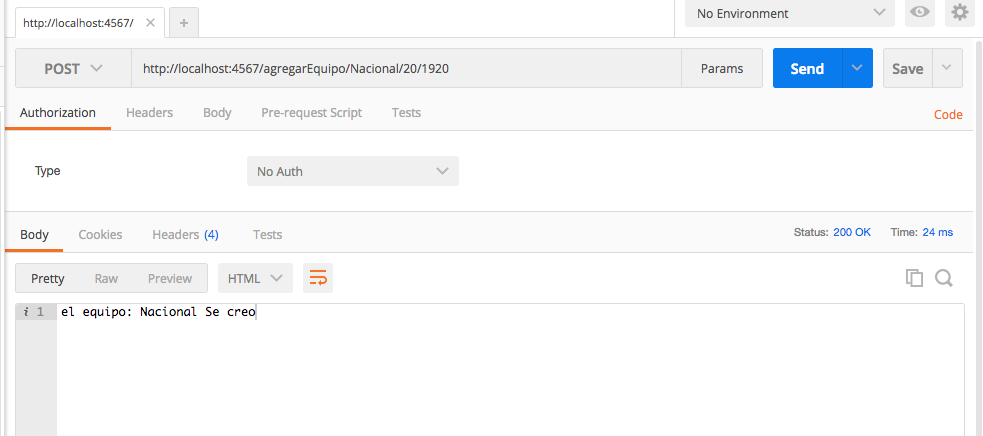 http://localhost:4567/
No Environment
POST http://localhost:4567/agregarEquipo/Nacional/20/1920 Params Send Save
Authorization Headers Body Pre-request Script Tests Code
Type No Auth
Body Cookies Headers (4) Tests Status: 200 OK Time: 24 ms
Pretty Raw Preview HTML
i 1 el equipo: Nacional Se creo